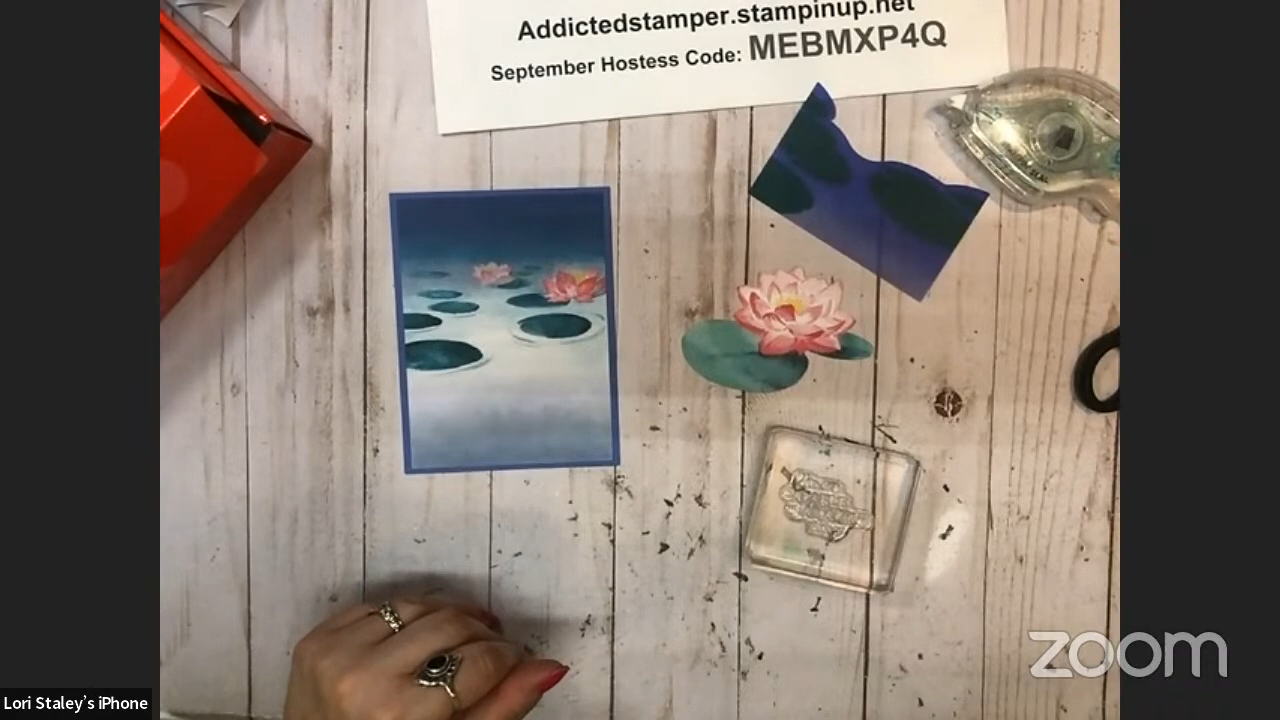 Addictedstamper.stampinup.net
September Hostess Code: MEBMXP4Q
zoom
Lori Staley's iPhone